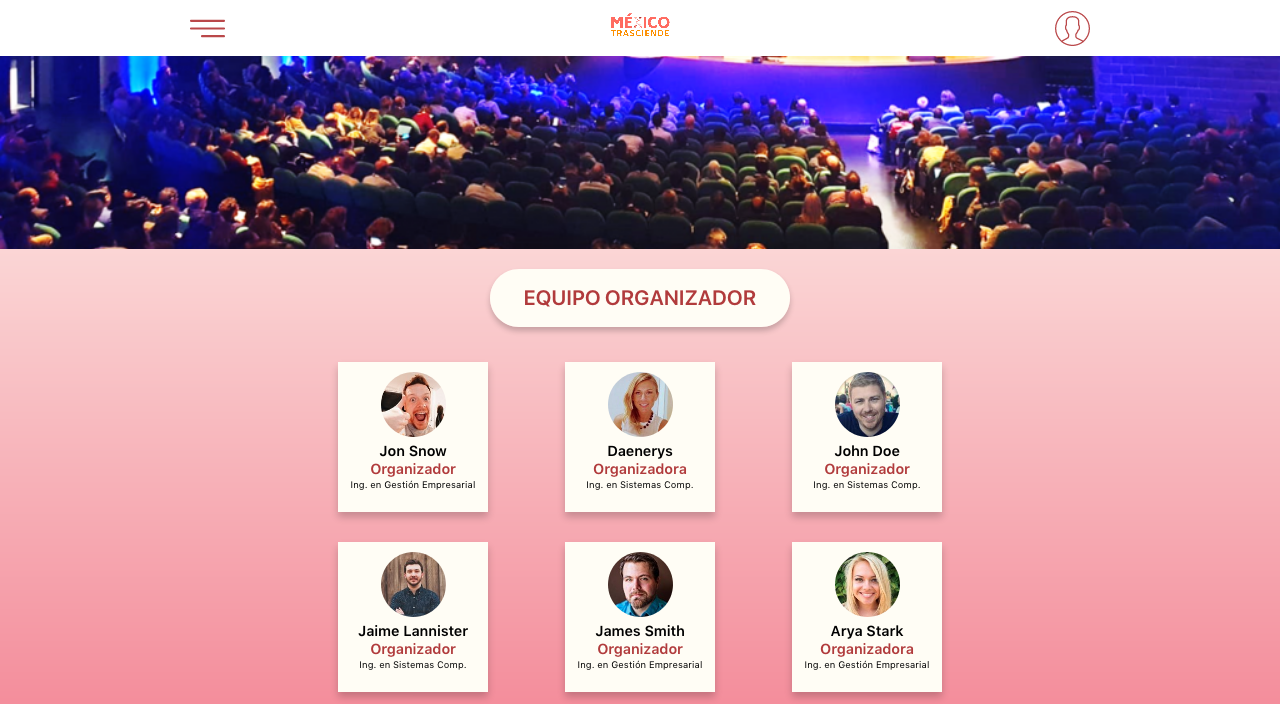 MÉXICO
TRASCIENDE
EQUIPO ORGANIZADOR
Jon Snow
Organizador
Ing. en Gestión Empresarial
Daenerys
Organizadora
Ing. en Sistemas Comp.
John Doe
Organizador
Ing. en Sistemas Comp.
Jaime Lannister
Organizador
Ing. en Sistemas Comp.
James Smith
Organizador
Ing. en Gestión Empresarial
Arya Stark
Organizadora
Ing. en Gestión Empresarial